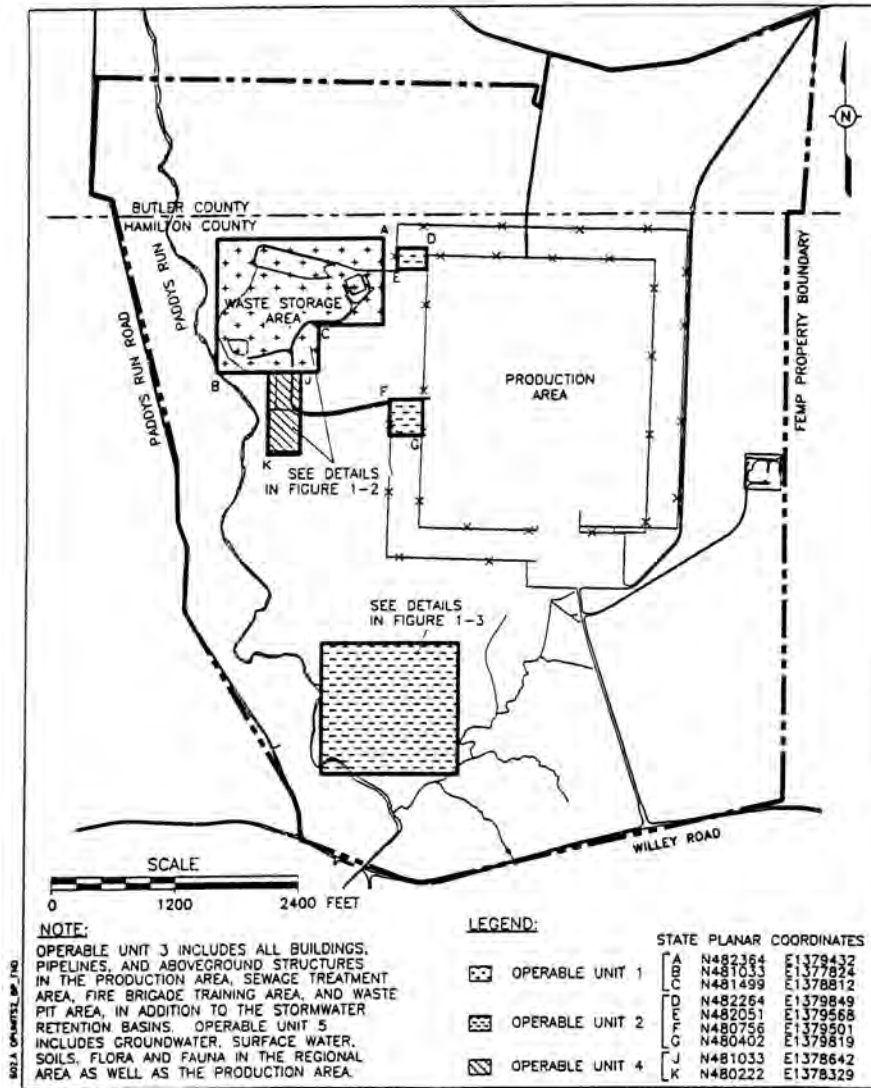 N
BUTLER COUNTY
HAMILTON COUNTY
A
D
E
PADDYS RUN
PADDYS RUN ROAD
WASTE STORAGE
AREA
C
B
J
F
G
K
PRODUCTION
AREA
FEMP PROPERTY BOUNDARY
SEE DETAILS
IN FIGURE 1-2
SEE DETAILS
IN FIGURE 1-3
WILLEY ROAD
SCALE
0 1200 2400 FEET
NOTE:
OPERABLE UNIT 3 INCLUDES ALL BUILDINGS,
PIPELINES, AND ABOVEGROUND STRUCTURES
IN THE PRODUCTION AREA, SEWAGE TREATMENT
AREA, FIRE BRIGADE TRAINING AREA, AND WASTE
PIT AREA, IN ADDITION TO THE STORMWATER
RETENTION BASINS. OPERABLE UNIT 5
INCLUDES GROUNDWATER, SURFACE WATER,
SOILS, FLORA AND FAUNA IN THE REGIONAL
AREA AS WELL AS THE PRODUCTION AREA.
LEGEND:
OPERABLE UNIT 1
OPERABLE UNIT 2
OPERABLE UNIT 4
STATE PLANAR COORDINATES
A N482364 E1379432
B N481033 E1377824
C N481499 E1378812
D N482264 E1379849
E N482051 E1379568
F N480756 E1379501
G N480402 E1379819
J N481033 E1378642
K N480222 E1378329